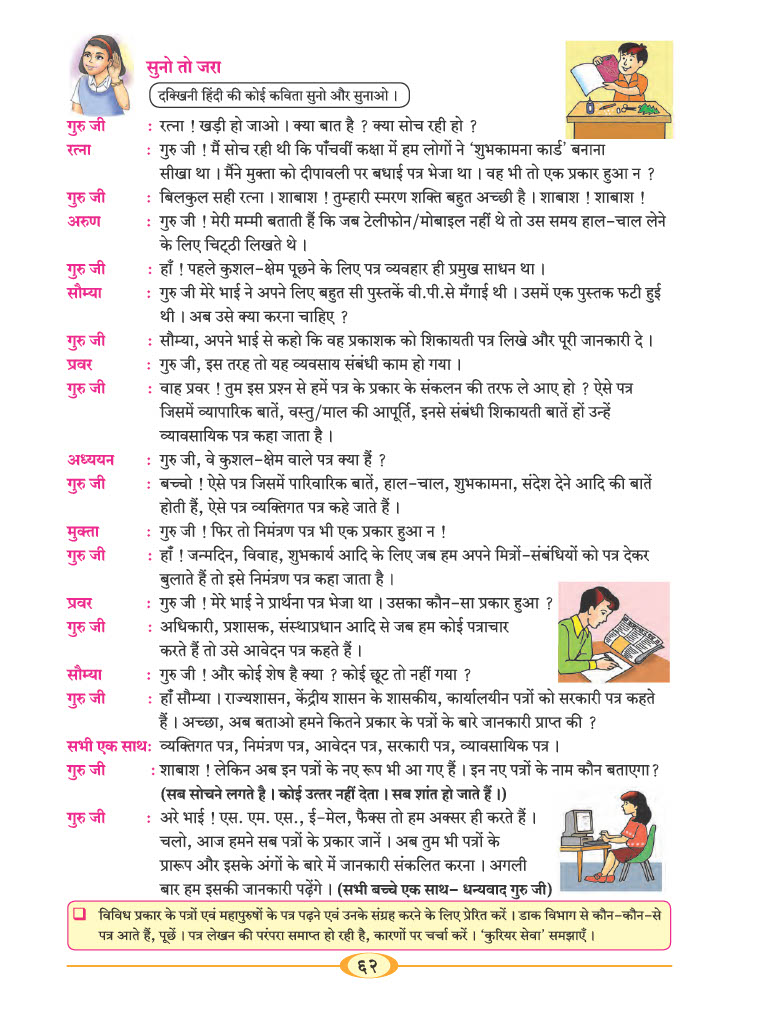 सुनो तो जरा
दक्खिनी हिंदी की कोई कविता सुनो और सुनाओ ।
गुरु जी : रत्ना ! खड़ी हो जाओ । क्या बात है ? क्या सोच रही हो ?
रत्ना : गुरु जी ! मैं सोच रही थी कि पाँचवीं कक्षा में हम लोगों ने ‘शुभकामना कार्ड’ बनाना
सीखा था । मैंने मुक्ता को दीपावली पर बधाई पत्र भेजा था । वह भी तो एक प्रकार हुआ न ?
गुरु जी : बिलकुल सही रत्ना । शाबाश ! तुम्हारी स्मरण शक्ति बहुत अच्छी है । शाबाश ! शाबाश !
अरुण : गुरु जी ! मेरी मम्मी बताती हैं कि जब टेलीफोन/मोबाइल नहीं थे तो उस समय हाल-चाल लेने
के लिए चिट्ठी लिखते थे ।
गुरु जी : हाँ ! पहले कुशल-क्षेम पूछने के लिए पत्र व्यवहार ही प्रमुख साधन था ।
सौम्या : गुरु जी मेरे भाई ने अपने लिए बहुत सी पुस्तकें वी.पी.से मँगाई थी । उसमें एक पुस्तक फटी हुई
थी । अब उसे क्या करना चाहिए ?
गुरु जी : सौम्या, अपने भाई से कहो कि वह प्रकाशक को शिकायती पत्र लिखे और पूरी जानकारी दे ।
प्रवर : गुरु जी, इस तरह तो यह व्यवसाय संबंधी काम हो गया ।
गुरु जी : वाह प्रवर ! तुम इस प्रश्न से हमें पत्र के प्रकार के संकलन की तरफ ले आए हो ? ऐसे पत्र
जिसमें व्यापारिक बातें, वस्तु/माल की आपूर्ति, इनसे संबंधी शिकायती बातें हों उन्हें
व्यावसायिक पत्र कहा जाता है ।
अध्ययन : गुरु जी, वे कुशल-क्षेम वाले पत्र क्या हैं ?
गुरु जी : बच्चो ! ऐसे पत्र जिसमें पारिवारिक बातें, हाल-चाल, शुभकामना, संदेश देने आदि की बातें
होती हैं, ऐसे पत्र व्यक्तिगत पत्र कहे जाते हैं ।
मुक्ता : गुरु जी ! फिर तो निमंत्रण पत्र भी एक प्रकार हुआ न !
गुरु जी : हाँ ! जन्मदिन, विवाह, शुभकार्य आदि के लिए जब हम अपने मित्रों-संबंधियों को पत्र देकर
बुलाते हैं तो इसे निमंत्रण पत्र कहा जाता है ।
प्रवर : गुरु जी ! मेरे भाई ने प्रार्थना पत्र भेजा था । उसका कौन-सा प्रकार हुआ ?
गुरु जी : अधिकारी, प्रशासक, संस्थाप्रधान आदि से जब हम कोई पत्राचार
करते हैं तो उसे आवेदन पत्र कहते हैं ।
सौम्या : गुरु जी ! और कोई शेष है क्या ? कोई छूट तो नहीं गया ?
गुरु जी : हाँ सौम्या । राज्यशासन, केंद्रीय शासन के शासकीय, कार्यालयीन पत्रों को सरकारी पत्र कहते
हैं । अच्छा, अब बताओ हमने कितने प्रकार के पत्रों के बारे जानकारी प्राप्त की ?
सभी एक साथ: व्यक्तिगत पत्र, निमंत्रण पत्र, आवेदन पत्र, सरकारी पत्र, व्यावसायिक पत्र ।
गुरु जी : शाबाश ! लेकिन अब इन पत्रों के नए रूप भी आ गए हैं । इन नए पत्रों के नाम कौन बताएगा ?
(सब सोचने लगते है । कोई उत्तर नहीं देता । सब शांत हो जाते हैं ।)
गुरु जी : अरे भाई ! एस. एम. एस., ई-मेल, फैक्स तो हम अक्सर ही करते हैं ।
चलो, आज हमने सब पत्रों के प्रकार जानें । अब तुम भी पत्रों के
प्रारूप और इसके अंगों के बारे में जानकारी संकलित करना । अगली
बार हम इसकी जानकारी पढ़ेंगे । (सभी बच्चे एक साथ- धन्यवाद गुरु जी)
❑ विविध प्रकार के पत्रों एवं महापुरुषों के पत्र पढ़ने एवं उनके संग्रह करने के लिए प्रेरित करें । डाक विभाग से कौन-कौन-से
पत्र आते हैं, पूछें । पत्र लेखन की परंपरा समाप्त हो रही है, कारणों पर चर्चा करें । ‘कुरियर सेवा’ समझाएँ ।
६२